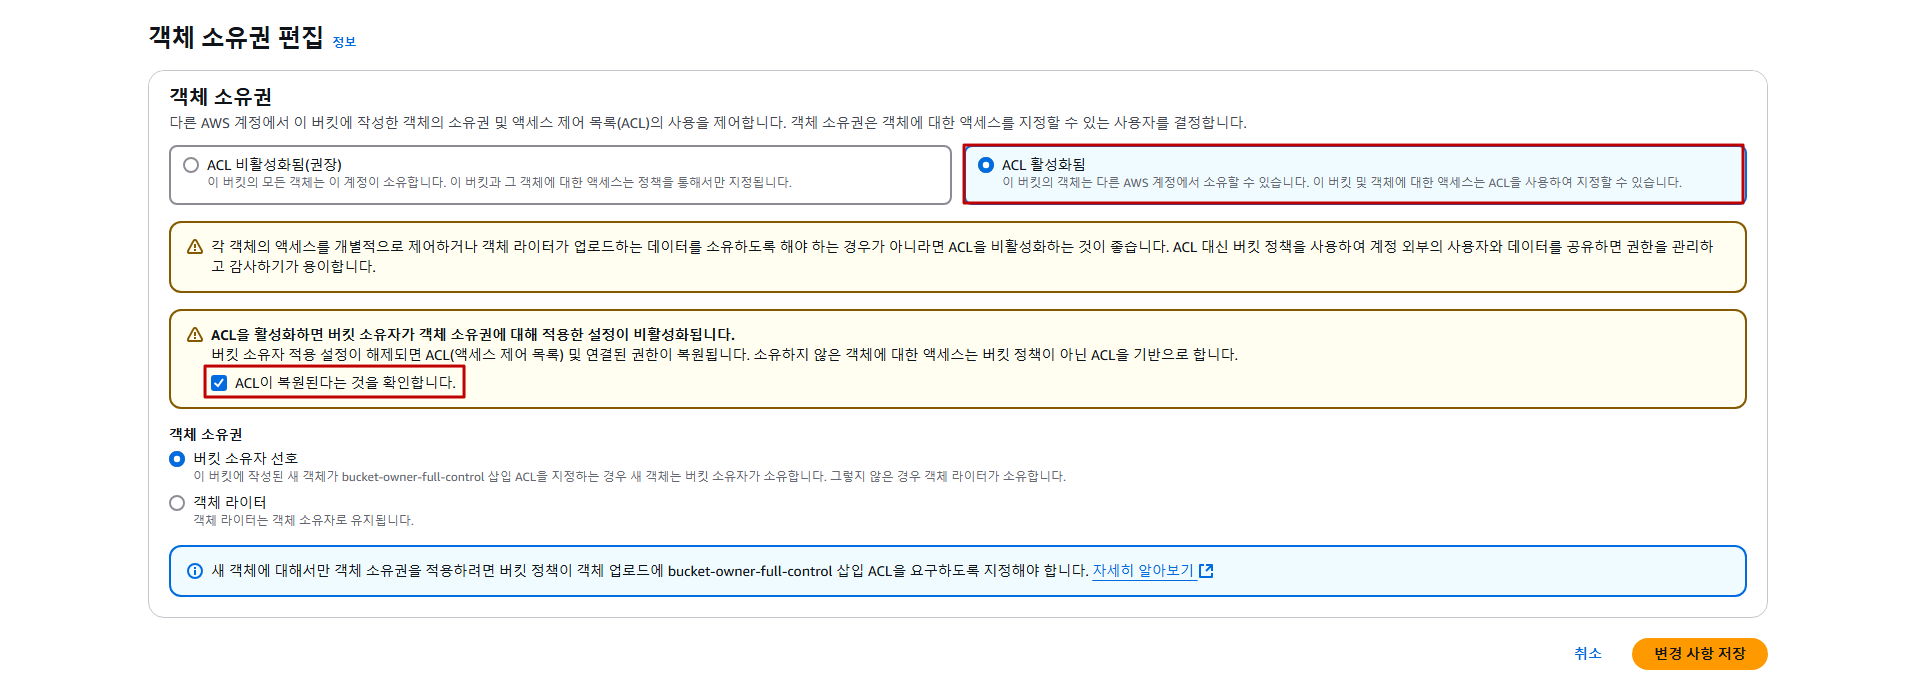 객체 소유권 편집 정보
객체 소유권
다른 AWS 계정에서 이 버킷에 작성한 객체의 소유권 및 액세스 제어 목록(ACL)의 사용을 제어합니다. 객체 소유권은 객체에 대한 액세스를 지정할 수 있는 사용자를 결정합니다.
ACL 비활성화됨(권장)
이 버킷의 모든 객체는 이 계정이 소유합니다. 이 버킷과 그 객체에 대한 액세스는 정책을 통해서만 지정됩니다.
ACL 활성화됨
이 버킷의 객체는 다른 AWS 계정에서 소유할 수 있습니다. 이 버킷 및 객체에 대한 액세스는 ACL을 사용하여 지정할 수 있습니다.
각 객체의 액세스를 개별적으로 제어하거나 객체 라이터가 업로드하는 데이터를 소유하도록 해야 하는 경우가 아니라면 ACL을 비활성화하는 것이 좋습니다. ACL 대신 버킷 정책을 사용하여 계정 외부의 사용자와 데이터를 공유하면 권한을 관리하
고 감사하기가 용이합니다.
ACL을 활성화하면 버킷 소유자가 객체 소유권에 대해 적용한 설정이 비활성화됩니다.
버킷 소유자 적용 설정이 해제되면 ACL(액세스 제어 목록) 및 연결된 권한이 복원됩니다. 소유하지 않은 객체에 대한 액세스는 버킷 정책이 아닌 ACL을 기반으로 합니다.
ACL이 복원된다는 것을 확인합니다.
객체 소유권
버킷 소유자 선호
이 버킷에 작성된 새 객체가 bucket-owner-full-control 삽입 ACL을 지정하는 경우 새 객체는 버킷 소유자가 소유합니다. 그렇지 않은 경우 객체 라이터가 소유합니다.
객체 라이터
객체 라이터는 객체 소유자로 유지됩니다.
새 객체에 대해서만 객체 소유권을 적용하려면 버킷 정책이 객체 업로드에 bucket-owner-full-control 삽입 ACL을 요구하도록 지정해야 합니다. 자세히 알아보기
취소
변경 사항 저장